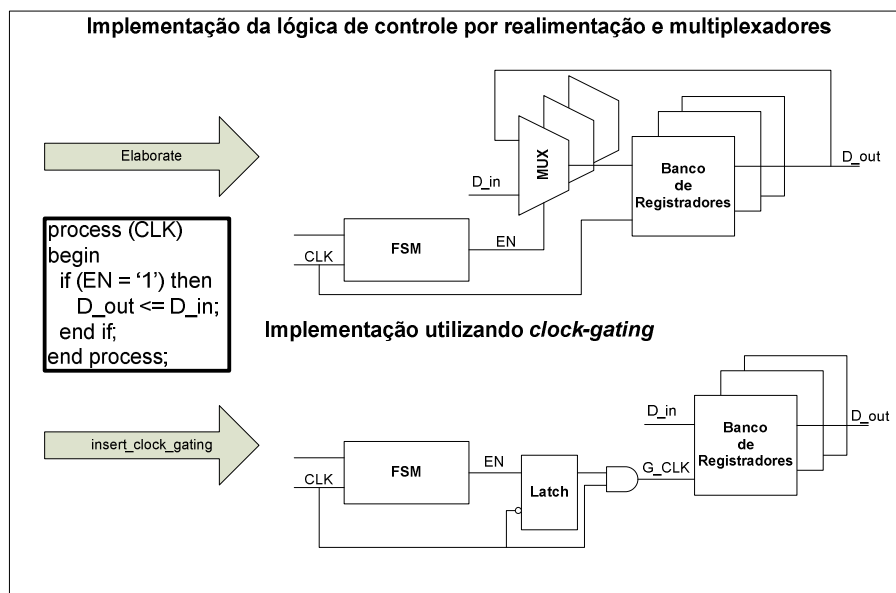 Implementação da lógica de controle por realimentação e multiplexadores
Elaborate
D_in
MUX
Banco
de
Registradores
D_out
FSM
CLK
EN
process (CLK)
begin
if (EN = ‘1’) then
D_out <= D_in;
end if;
end process;
Implementação utilizando clock-gating
insert_clock_gating
CLK
FSM
EN
Latch
G_CLK
D_in
Banco
de
Registradores
D_out